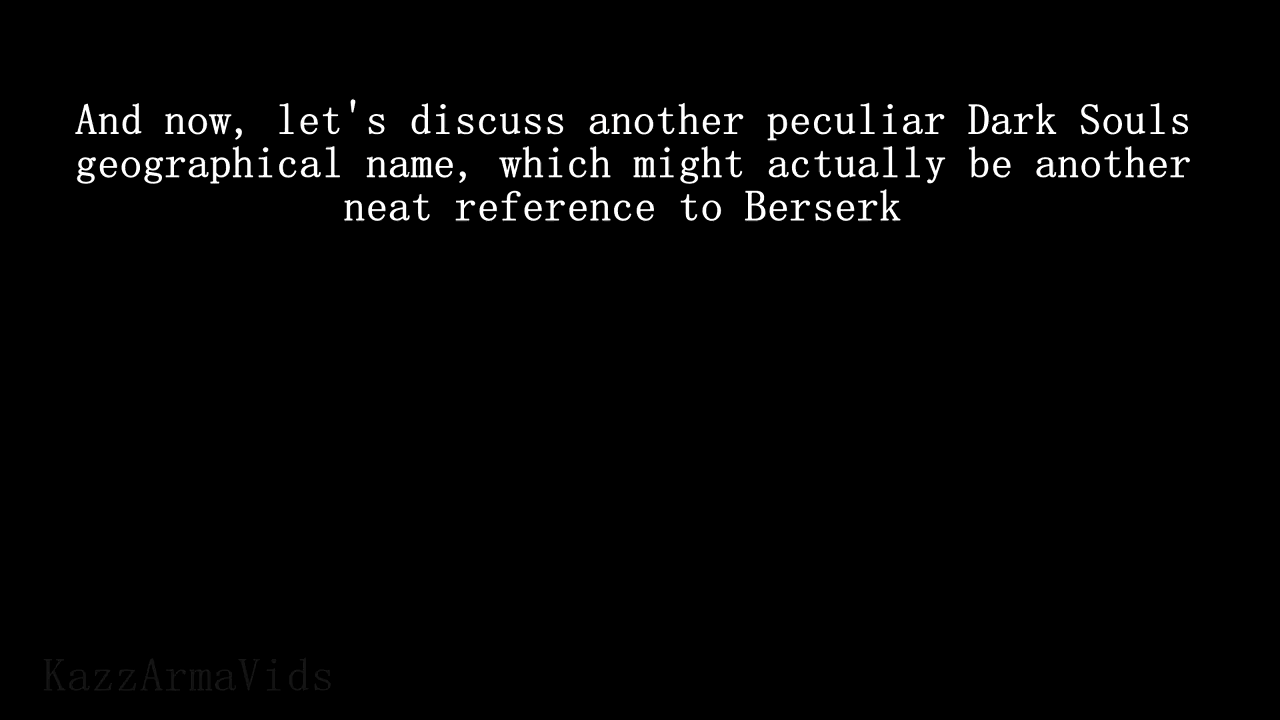 And now, let's discuss another peculiar Dark Souls
geographical name, which might actually be another
neat reference to Berserk
KazzArmaVids